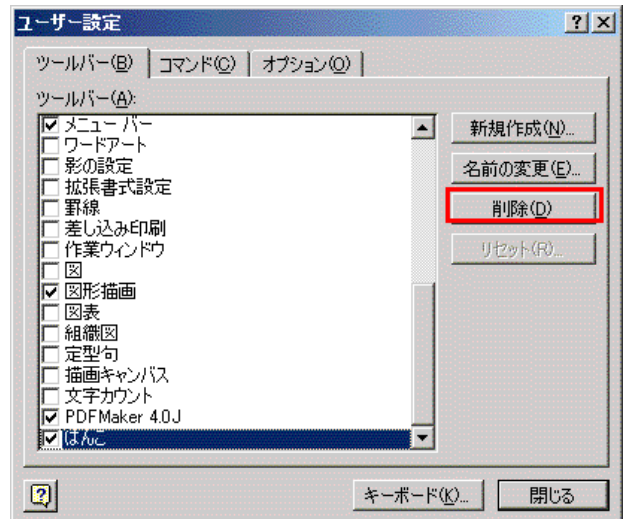 ユーザー設定
ツールバー(B) コマンド(C) オプション(O)
ツールバー(A):
メニュー バー
ワードアート
影の設定
拡張書式設定
罫線
差し込み印刷
作業ウィンドウ
図
図形描画
図表
組織図
定型句
描画キャンバス
文字カウント
PDFMaker 4.0J
はんこ
新規作成(N)...
名前の変更(E)...
削除(D)
リセット(R)...
キーボード(K)... 閉じる